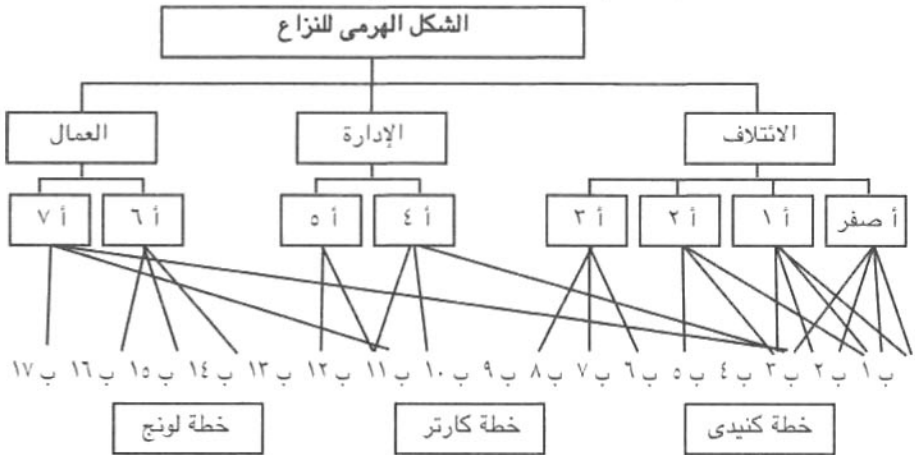 الشكل الهرمى للنزاع
الائتلاف الإدارة العمال
أ صفر أ ١ أ ٢ أ ٣ أ ٤ أ ٥ أ ٦ أ ٧
ب ١ ب ٢ ب ٣ ب ٤ ب ٥ ب ٦ ب ٧ ب ٨ ب ٩ ب ١٠ ب ١١ ب ١٢ ب ١٣ ب ١٤ ب ١٥ ب ١٦ ب ١٧
خطة كنيدى خطة كارتر خطة لونج